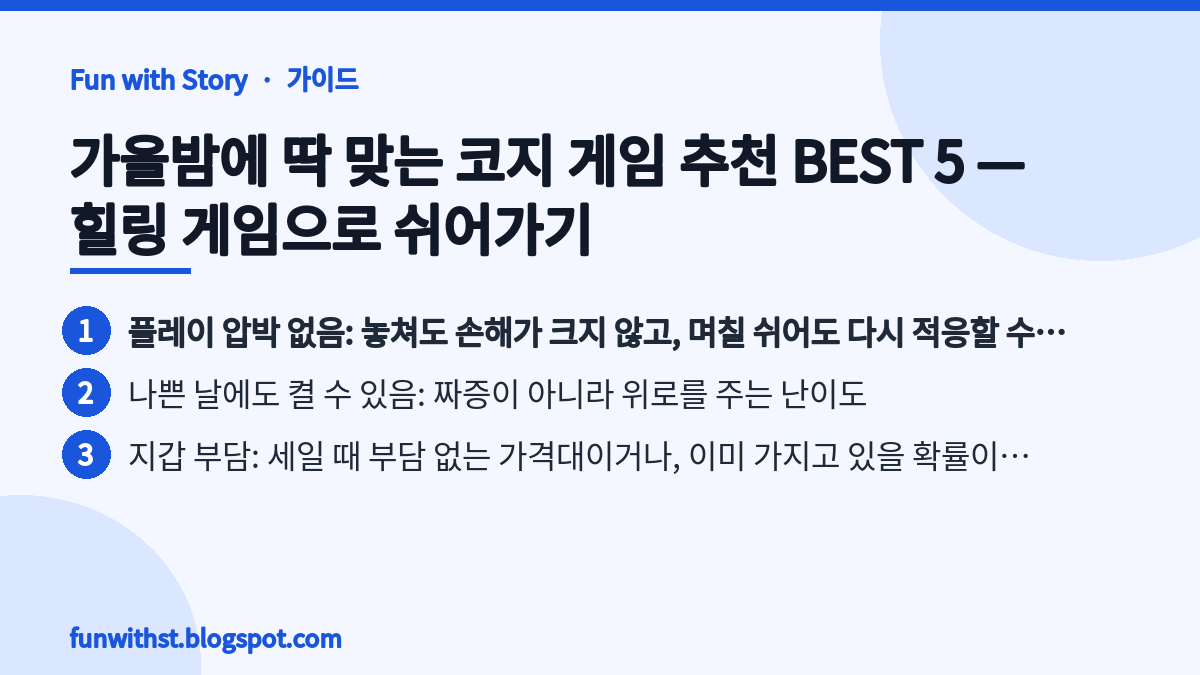 Fun with Story · 가이드
가을밤에 딱 맞는 코지 게임 추천 BEST 5 —
힐링 게임으로 쉬어가기
1 플레이 압박 없음: 놓쳐도 손해가 크지 않고, 며칠 쉬어도 다시 적응할 수…
2 나쁜 날에도 켤 수 있음: 짜증이 아니라 위로를 주는 난이도
3 지갑 부담: 세일 때 부담 없는 가격대이거나, 이미 가지고 있을 확률이…
funwithst.blogspot.com